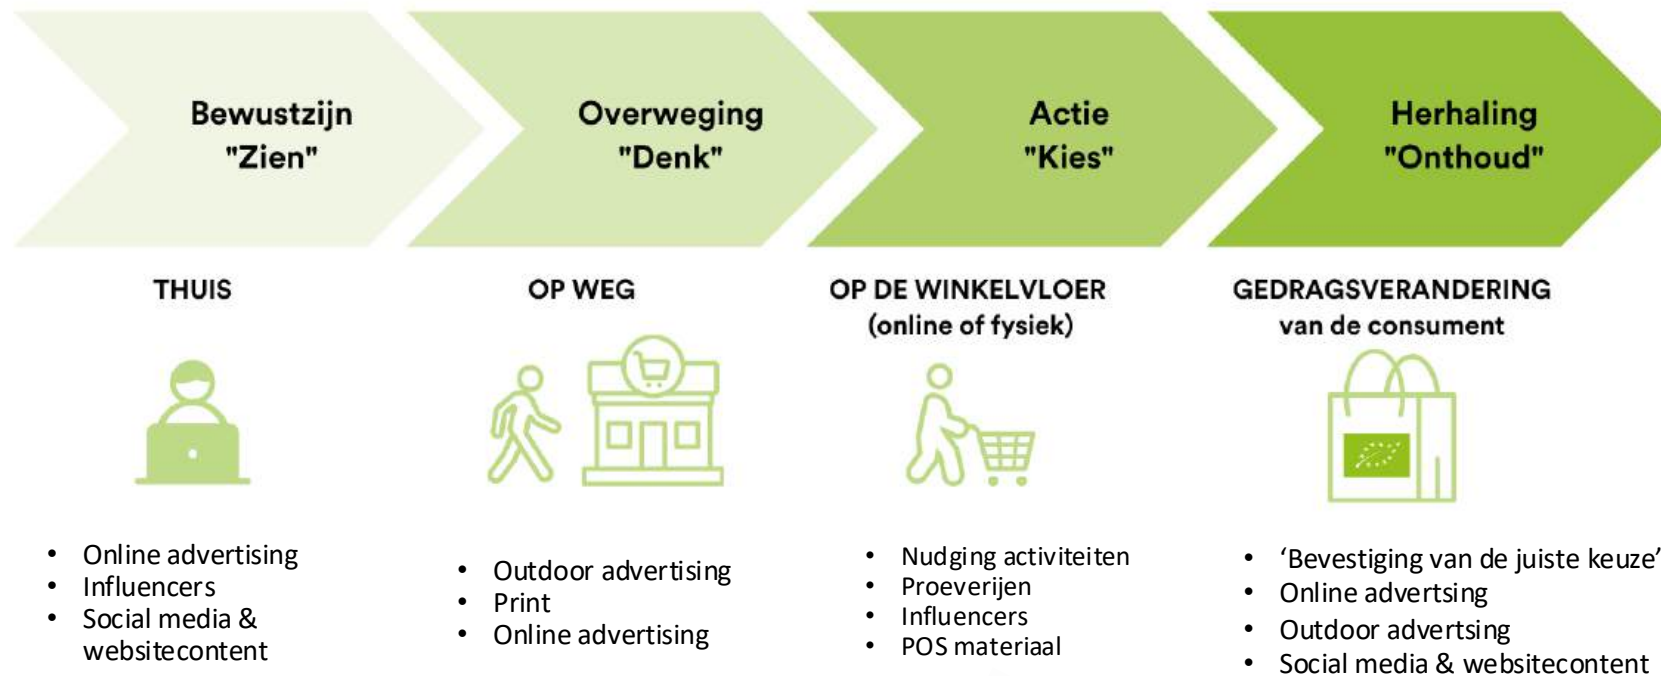 Bewustzijn
"Zien"
Overweging
"Denk"
Actie
"Kies"
Herhaling
"Onthoud"
THUIS
OP WEG
OP DE WINKELVLOER
(online of fysiek)
GEDRAGSVERANDERING
van de consument
• Online advertising
• Influencers
• Social media &
websitecontent
• Outdoor advertising
• Print
• Online advertising
• Nudging activiteiten
• Proeverijen
• Influencers
• POS materiaal
• ‘Bevestiging van de juiste keuze’
• Online advertsing
• Outdoor advertsing
• Social media & websitecontent